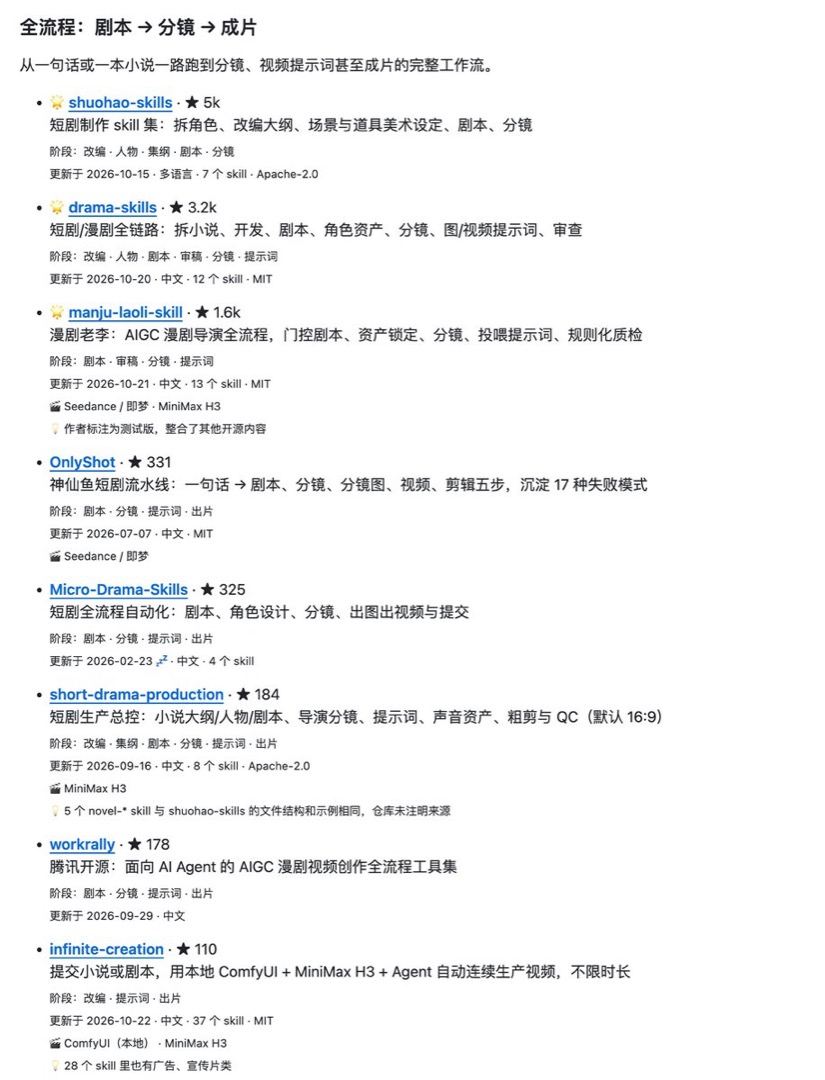 全流程：剧本 → 分镜 → 成片
从一句话或一本小说一路跑到分镜、视频提示词甚至成片的完整工作流。
• 🌟 shuohao-skills · ★ 5k
短剧制作 skill 集：拆角色、改编大纲、场景与道具美术设定、剧本、分镜
阶段：改编 · 人物 · 集纲 · 剧本 · 分镜
更新于 2026-10-15 · 多语言 · 7 个 skill · Apache-2.0
• 🌟 drama-skills · ★ 3.2k
短剧/漫剧全链路：拆小说、开发、剧本、角色资产、分镜、图/视频提示词、审查
阶段：改编 · 人物 · 剧本 · 审稿 · 分镜 · 提示词
更新于 2026-10-20 · 中文 · 12 个 skill · MIT
• 🌟 manju-laoli-skill · ★ 1.6k
漫剧老李：AIGC 漫剧导演全流程，门控剧本、资产锁定、分镜、投喂提示词、规则化质检
阶段：剧本 · 审稿 · 分镜 · 提示词
更新于 2026-10-21 · 中文 · 13 个 skill · MIT
🎬 Seedance / 即梦 · MiniMax H3
💡 作者标注为测试版，整合了其他开源内容
• OnlyShot · ★ 331
神仙鱼短剧流水线：一句话 → 剧本、分镜、分镜图、视频、剪辑五步，沉淀 17 种失败模式
阶段：剧本 · 分镜 · 提示词 · 出片
更新于 2026-07-07 · 中文 · MIT
🎬 Seedance / 即梦
• Micro-Drama-Skills · ★ 325
短剧全流程自动化：剧本、角色设计、分镜、出图出视频与提交
阶段：剧本 · 分镜 · 提示词 · 出片
更新于 2026-02-23 💤 · 中文 · 4 个 skill
• short-drama-production · ★ 184
短剧生产总控：小说大纲/人物/剧本、导演分镜、提示词、声音资产、粗剪与 QC（默认 16:9）
阶段：改编 · 集纲 · 剧本 · 分镜 · 提示词 · 出片
更新于 2026-09-16 · 中文 · 8 个 skill · Apache-2.0
🎬 MiniMax H3
💡 5 个 novel-* skill 与 shuohao-skills 的文件结构和示例相同，仓库未注明来源
• workrally · ★ 178
腾讯开源：面向 AI Agent 的 AIGC 漫剧视频创作全流程工具集
阶段：剧本 · 分镜 · 提示词 · 出片
更新于 2026-09-29 · 中文
• infinite-creation · ★ 110
提交小说或剧本，用本地 ComfyUI + MiniMax H3 + Agent 自动连续生产视频，不限时长
阶段：改编 · 提示词 · 出片
更新于 2026-10-22 · 中文 · 37 个 skill · MIT
🎬 ComfyUI（本地） · MiniMax H3
💡 28 个 skill 里也有广告、宣传片类